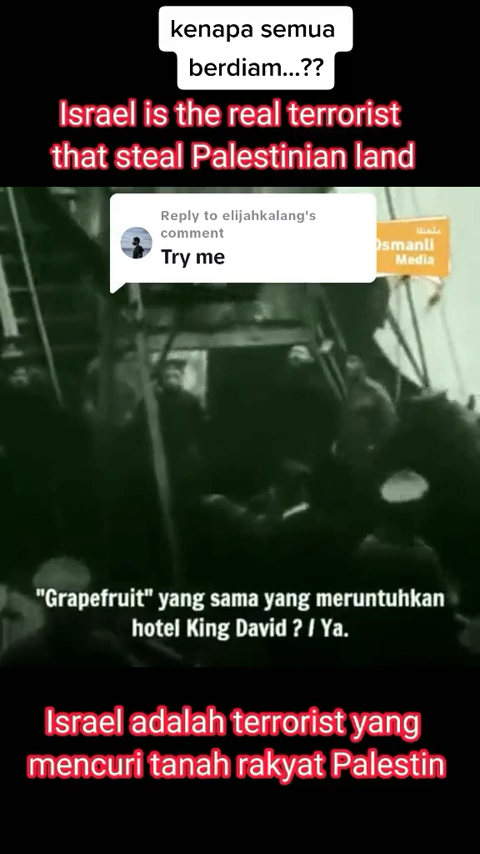 kenapa semua
berdiam...??
Israel is the real terrorist
that steal Palestinian land
Reply to elijahkalang's
comment
Try me
Osmanli
Media
"Grapefruit" yang sama yang meruntuhkan
hotel King David ? / Ya.
Israel adalah terrorist yang
mencuri tanah rakyat Palestin